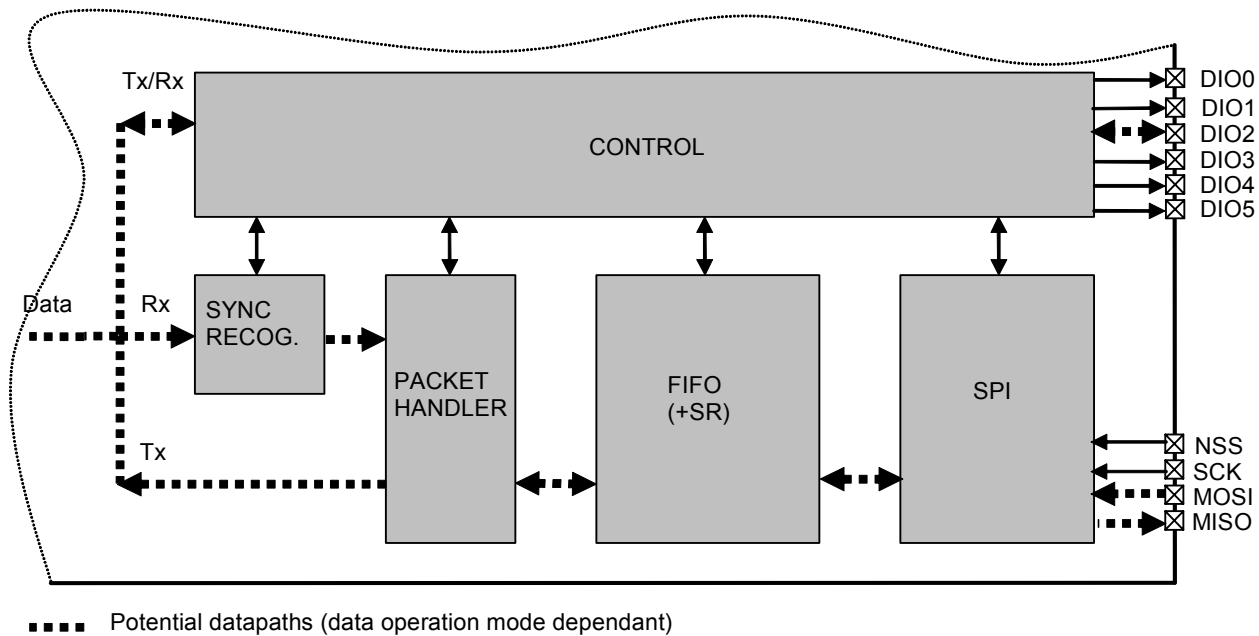 Tx/Rx
CONTROL
DIO0
DIO1
DIO2
DIO3
DIO4
DIO5
Data
Rx
SYNC
RECOG.
PACKET
HANDLER
FIFO
(+SR)
SPI
Tx
NSS
SCK
MOSI
MISO
Potential datapaths (data operation mode dependant)